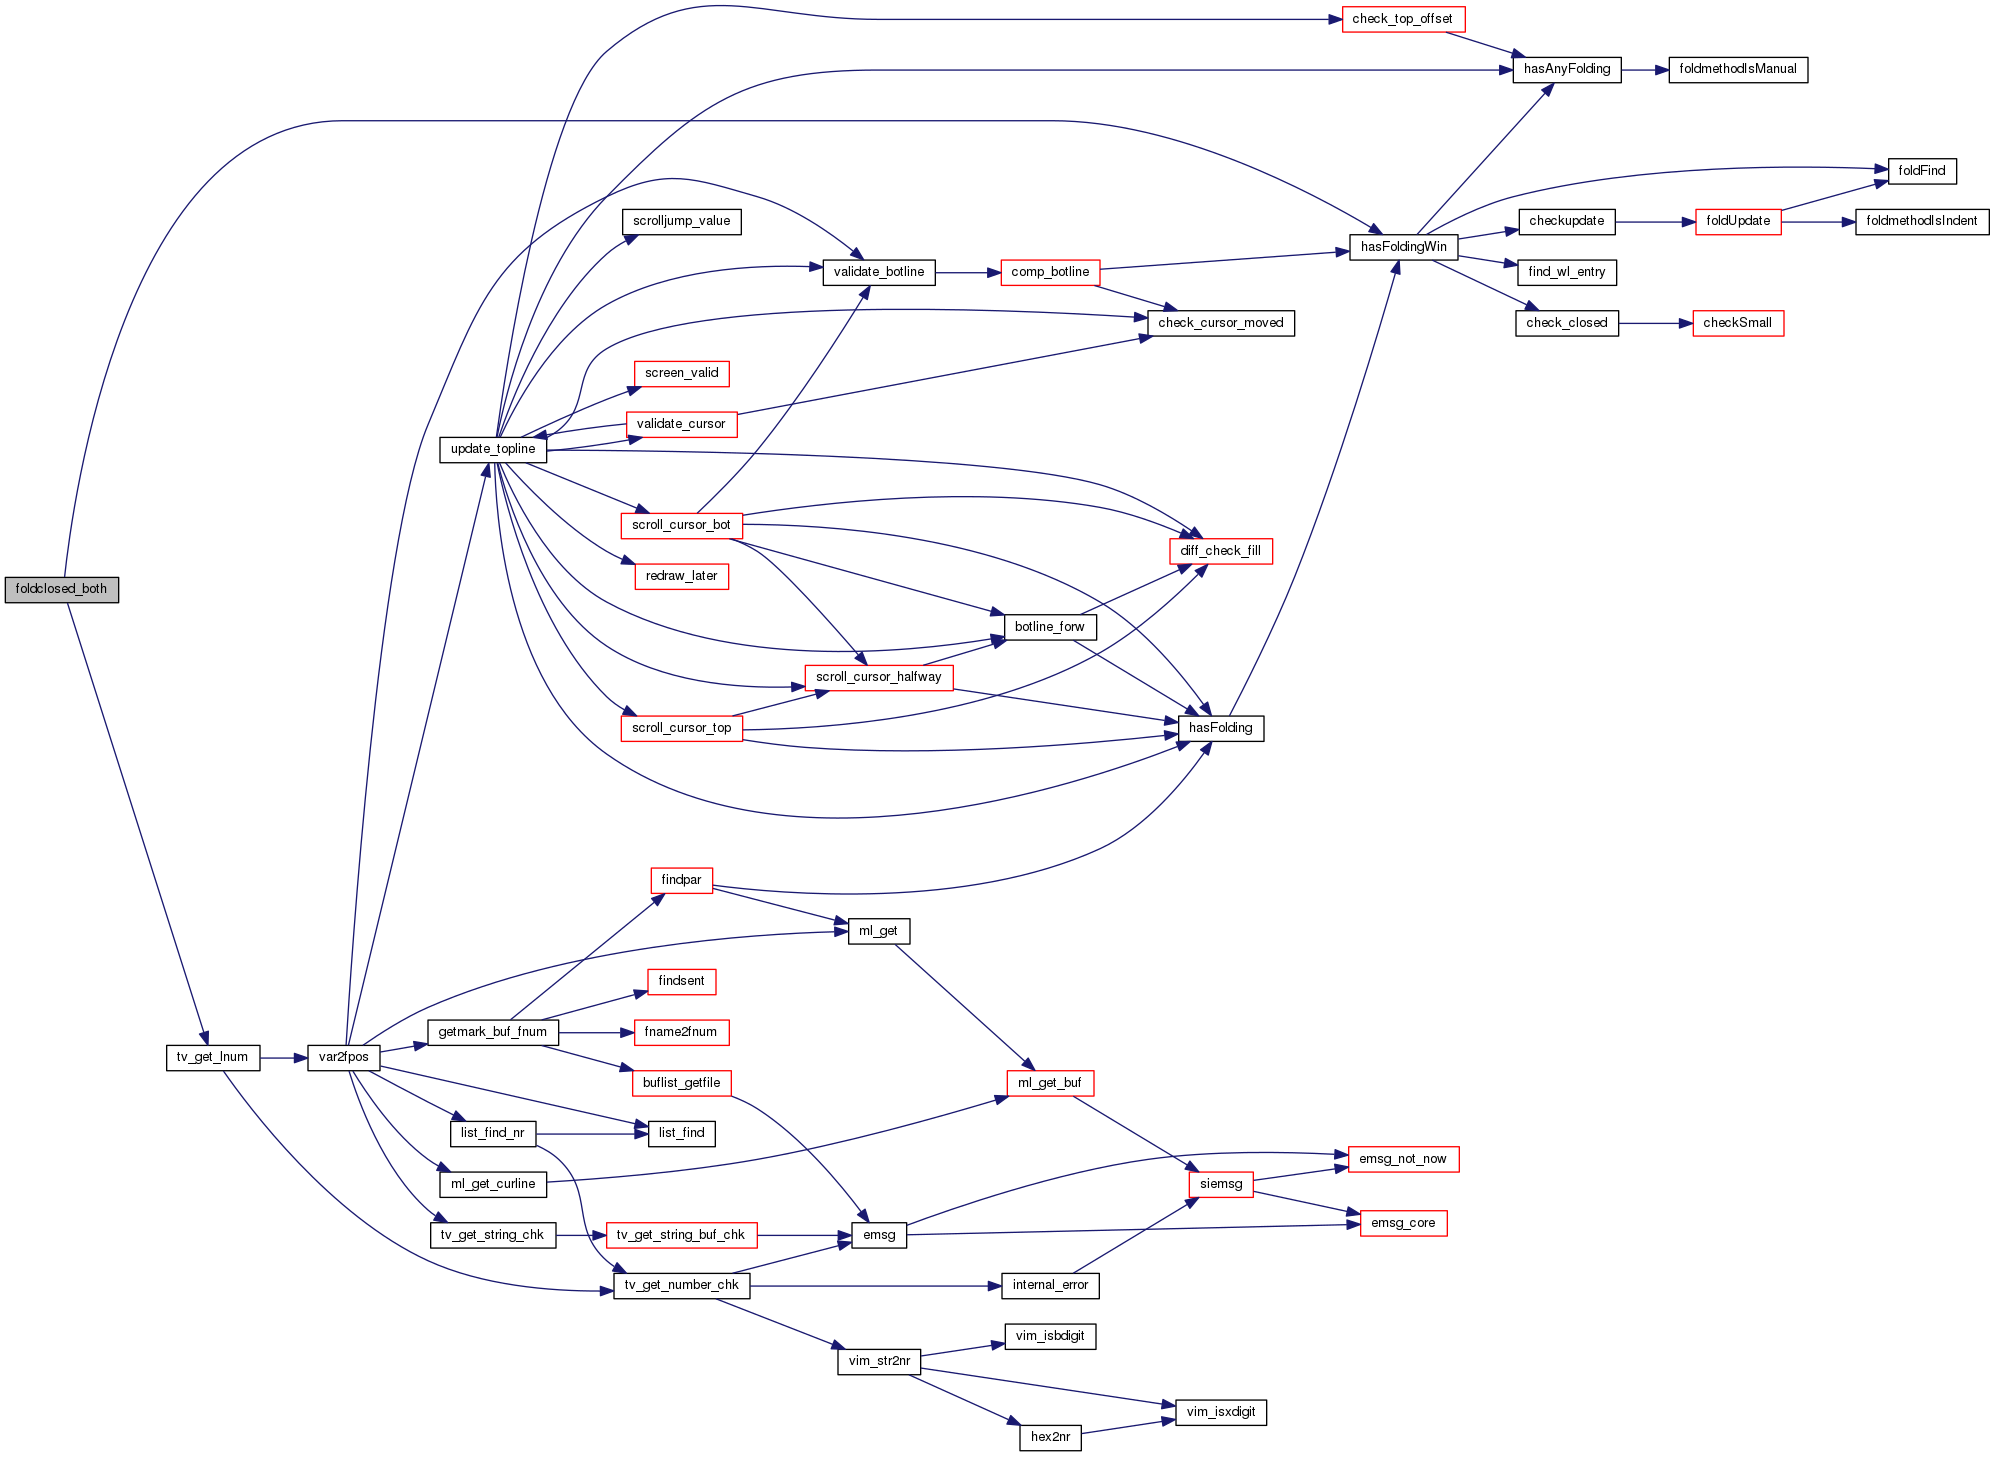 check_top_offset
hasAnyFolding
foldmethodIsManual
foldFind
scrolljump_value
checkupdate
foldUpdate
foldmethodIsIndent
hasFoldingWin
validate_botline
comp_botline
find_wl_entry
check_cursor_moved
check_closed
checkSmall
screen_valid
validate_cursor
update_topline
scroll_cursor_bot
diff_check_fill
redraw_later
foldclosed_both
botline_forw
scroll_cursor_halfway
scroll_cursor_top
hasFolding
findpar
ml_get
findsent
getmark_buf_fnum
fname2fnum
tv_get_lnum
var2fpos
buflist_getfile
ml_get_buf
list_find_nr
list_find
emsg_not_now
ml_get_curline
siemsg
emsg_core
tv_get_string_chk
tv_get_string_buf_chk
emsg
tv_get_number_chk
internal_error
vim_isbdigit
vim_str2nr
vim_isxdigit
hex2nr